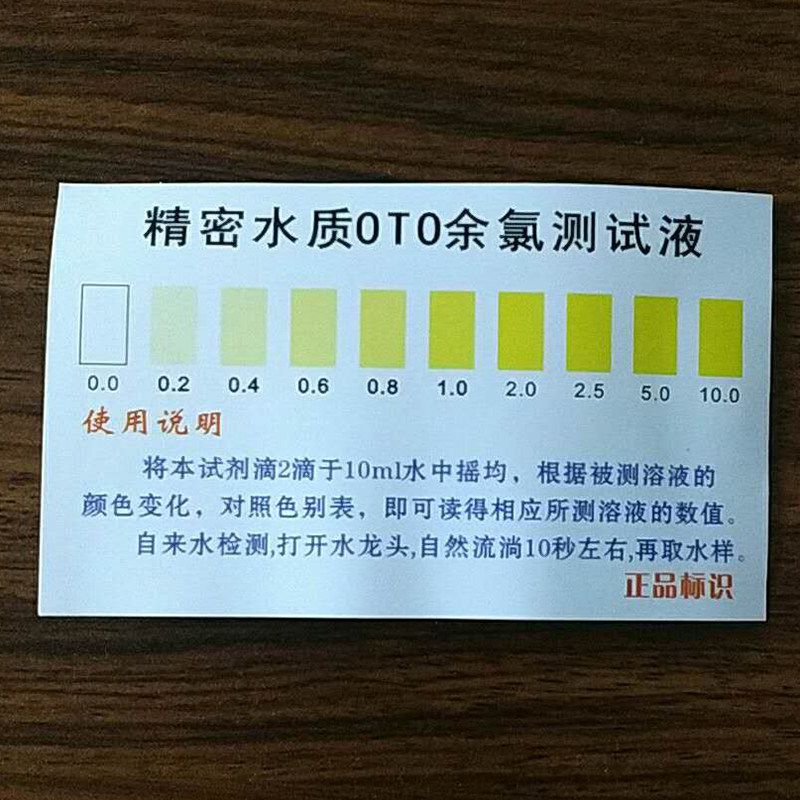 精密水质OTO余氯测试液
0.0 0.2 0.4 0.6 0.8 1.0 2.0 2.5 5.0 10.0
使用说明
将本试剂滴2滴于10ml水中摇均，根据被测溶液的
颜色变化，对照色别表，即可读得相应所测溶液的数值。
自来水检测,打开水龙头,自然流淌10秒左右,再取水样。
正品标识